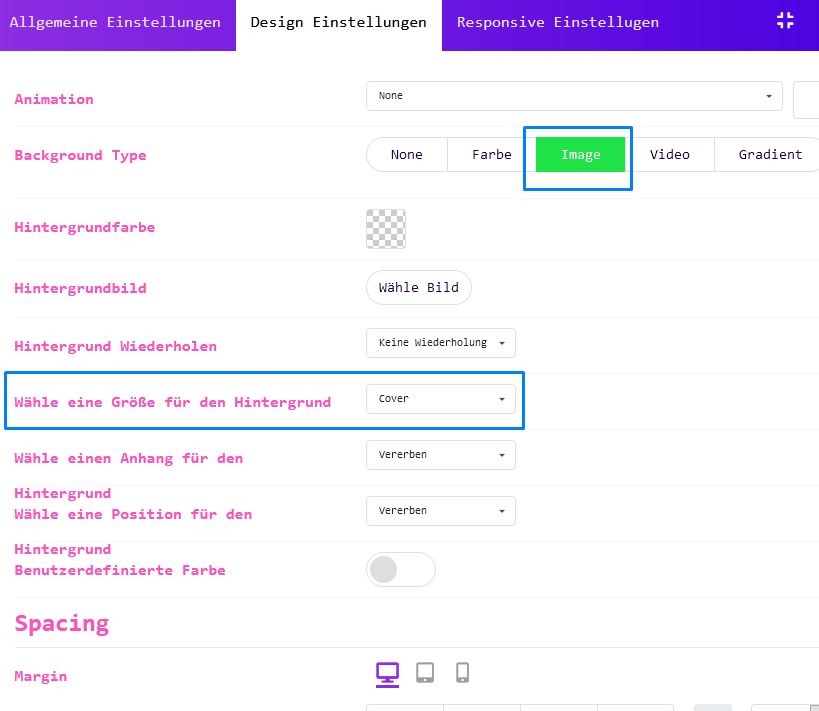 Allgemeine Einstellungen Design Einstellungen Responsive Einstellugen
Animation None
Background Type None Farbe Image Video Gradient
Hintergrundfarbe
Hintergrundbild Wähle Bild
Hintergrund Wiederholen Keine Wiederholung
Wähle eine Größe für den Hintergrund Cover
Wähle einen Anhang für den Vererben
Hintergrund
Wähle eine Position für den Vererben
Hintergrund
Benutzerdefinierte Farbe
Spacing
Margin